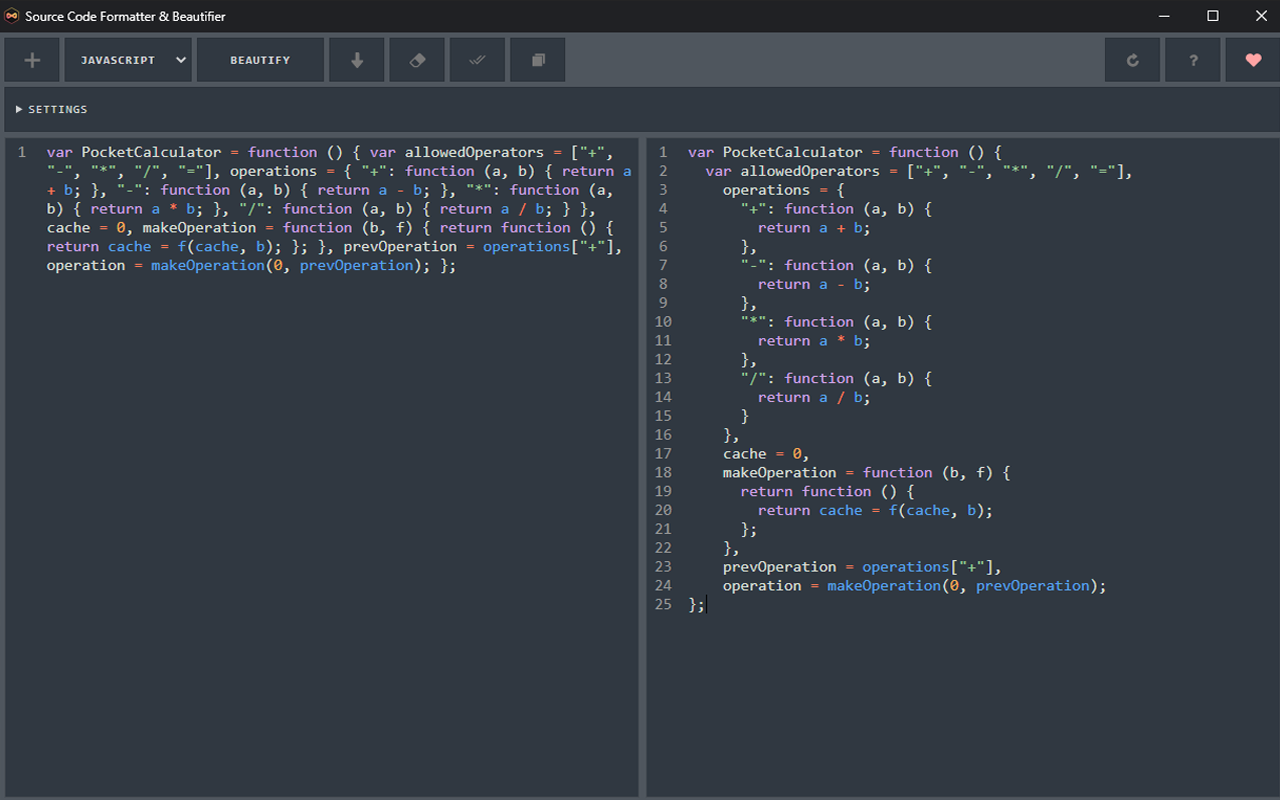 Source Code Formatter & Beautifier
JAVASCRIPT
BEAUTIFY
?
SETTINGS
1 var PocketCalculator = function () { var allowedOperators = ["+",
"-", "*", "/", "="], operations = { "+": function (a, b) { return a
+ b; }, "-": function (a, b) { return a - b; }, "*": function (a,
b) { return a * b; }, "/": function (a, b) { return a / b; } },
cache = 0, makeOperation = function (b, f) { return function () {
return cache = f(cache, b); }; }, prevOperation = operations["+"],
operation = makeOperation(0, prevOperation); };
1 var PocketCalculator = function () {
2   var allowedOperators = ["+", "-", "*", "/", "="],
3     operations = {
4       "+": function (a, b) {
5         return a + b;
6       },
7       "-": function (a, b) {
8         return a - b;
9       },
10       "*": function (a, b) {
11         return a * b;
12       },
13       "/": function (a, b) {
14         return a / b;
15       }
16     },
17     cache = 0,
18     makeOperation = function (b, f) {
19       return function () {
20         return cache = f(cache, b);
21       };
22     },
23     prevOperation = operations["+"],
24     operation = makeOperation(0, prevOperation);
25 };